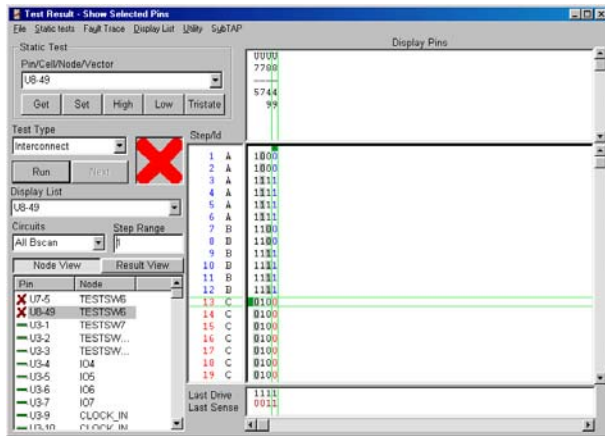 Test Result - Show Selected Pins
File Static tests Fault Trace Display List Utility SubTAP
Static Test
Pin/Cell/Node/Vector
U8-49
Get Set High Low Tristate
Test Type
Interconnect
Run Next
Display List
U8-49
Circuits Step Range
All Bscan 1
Node View Result View
Pin Node
U7-5 TESTSW6
U8-49 TESTSW6
U3-1 TESTSW7
U3-2 TESTSW...
U3-3 TESTSW...
U3-4 IO4
U3-5 IO5
U3-6 IO6
U3-7 IO7
U3-9 CLOCK_IN
U3-10 CLKOUT
Display Pins
UUUU
7788
----
5744
99
Step/Id
1 A 1000
2 A 1000
3 A 1111
4 A 1111
5 A 1111
6 A 1111
7 B 1100
8 B 1100
9 B 1111
10 B 1111
11 B 1111
12 B 1111
13 C 0100
14 C 0100
15 C 0100
16 C 0100
17 C 0100
18 C 0100
19 C 0100
Last Drive 1111
Last Sense 0011